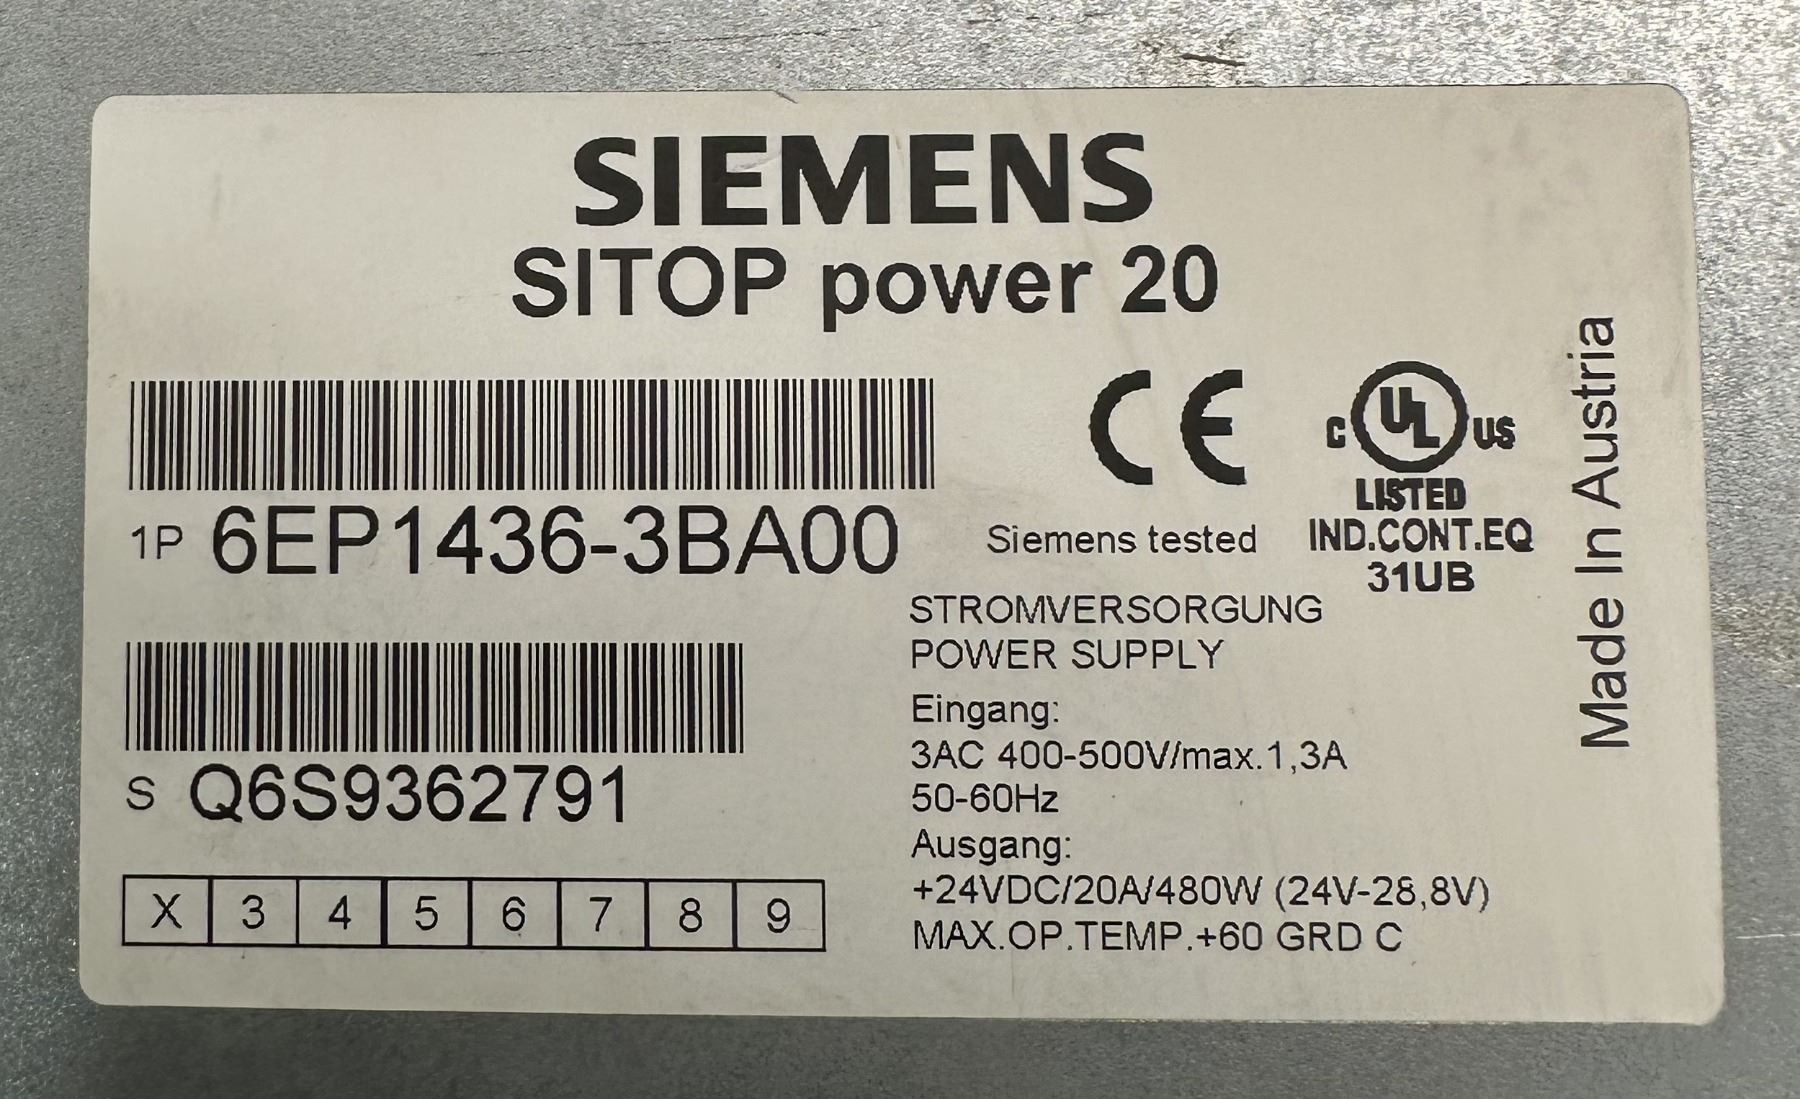 SIEMENS
SITOP power 20
1P 6EP1436-3BA00
S Q6S9362791
X 3 4 5 6 7 8 9
CE
Siemens tested
C UL US
LISTED
IND.CONT.EQ
31UB
STROMVERSORGUNG
POWER SUPPLY
Eingang:
3AC 400-500V/max.1,3A
50-60Hz
Ausgang:
+24VDC/20A/480W (24V-28,8V)
MAX.OP.TEMP.+60 GRD C
Made In Austria